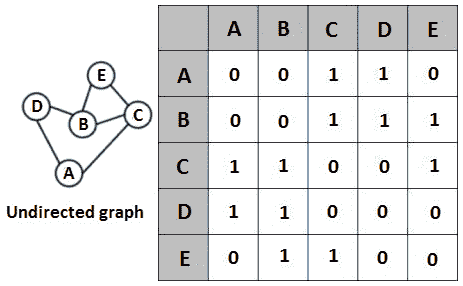 E
D
B
C
A
Undirected graph
A B C D E
A 0 0 1 1 0
B 0 0 1 1 1
C 1 1 0 0 1
D 1 1 0 0 0
E 0 1 1 0 0